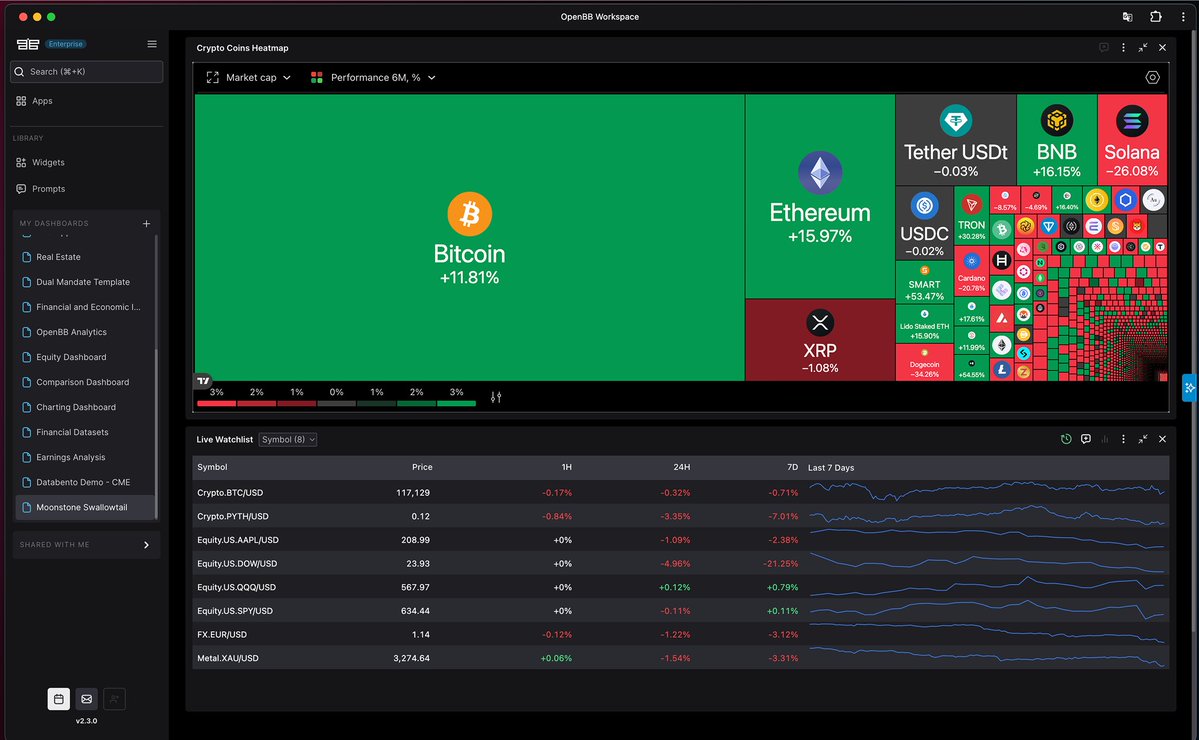 OpenBB Workspace
Enterprise
Search (⌘+K)
Apps
LIBRARY
Widgets
Prompts
MY DASHBOARDS
Real Estate
Dual Mandate Template
Financial and Economic I...
OpenBB Analytics
Equity Dashboard
Comparison Dashboard
Charting Dashboard
Financial Datasets
Earnings Analysis
Databento Demo - CME
Moonstone Swallowtail
SHARED WITH ME
v2.3.0
Crypto Coins Heatmap
Market cap
Performance 6M, %
Bitcoin
+11.81%
Ethereum
+15.97%
XRP
−1.08%
Tether USDt
−0.03%
BNB
+16.15%
Solana
−26.08%
USDC
−0.02%
TRON
+30.28%
−8.57%
−4.69%
+16.40%
SMART
+53.47%
Cardano
−20.78%
Lido Staked ETH
+15.90%
+17.61%
+11.99%
Dogecoin
−34.26%
+54.55%
3% 2% 1% 0% 1% 2% 3%
Live Watchlist Symbol (8)
Symbol Price 1H 24H 7D Last 7 Days
Crypto.BTC/USD 117,129 -0.17% -0.32% -0.71%
Crypto.PYTH/USD 0.12 -0.84% -3.35% -7.01%
Equity.US.AAPL/USD 208.99 +0% -1.09% -2.38%
Equity.US.DOW/USD 23.93 +0% -4.96% -21.25%
Equity.US.QQQ/USD 567.97 +0% +0.12% +0.79%
Equity.US.SPY/USD 634.44 +0% -0.11% +0.11%
FX.EUR/USD 1.14 -0.12% -1.22% -3.12%
Metal.XAU/USD 3,274.64 +0.06% -1.54% -3.31%